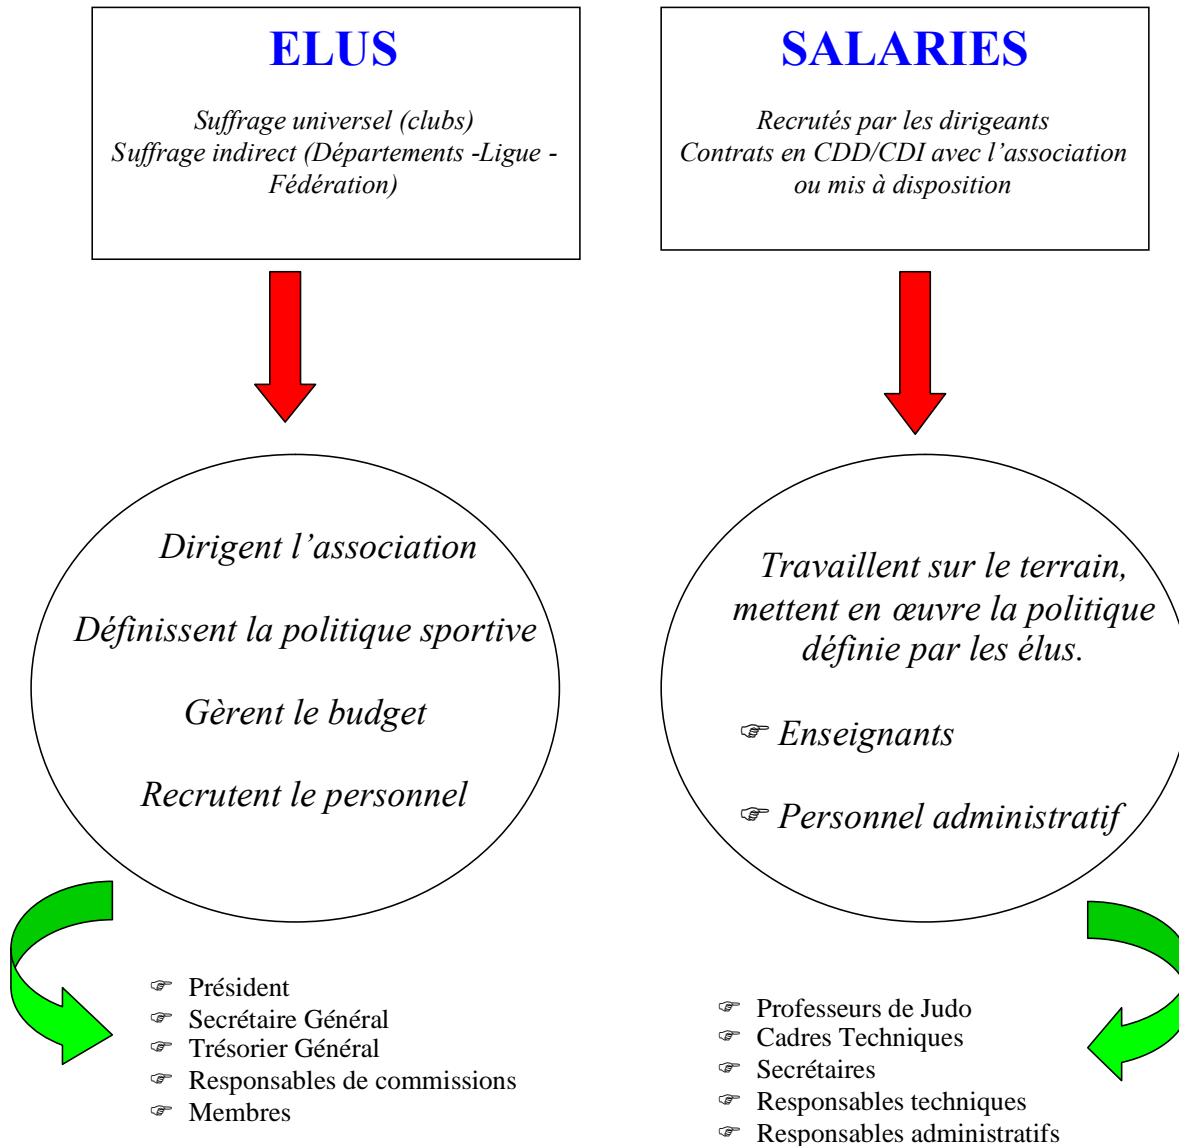 ELUS
Suffrage universel (clubs)
Suffrage indirect (Départements -Ligue -
Fédération)
SALARIES
Recrutés par les dirigeants
Contrats en CDD/CDI avec l’association
ou mis à disposition
Dirigent l’association
Définissent la politique sportive
Gèrent le budget
Recrutent le personnel
Travaillent sur le terrain,
mettent en œuvre la politique
définie par les élus.
☞ Enseignants
☞ Personnel administratif
☞ Président
☞ Secrétaire Général
☞ Trésorier Général
☞ Responsables de commissions
☞ Membres
☞ Professeurs de Judo
☞ Cadres Techniques
☞ Secrétaires
☞ Responsables techniques
☞ Responsables administratifs